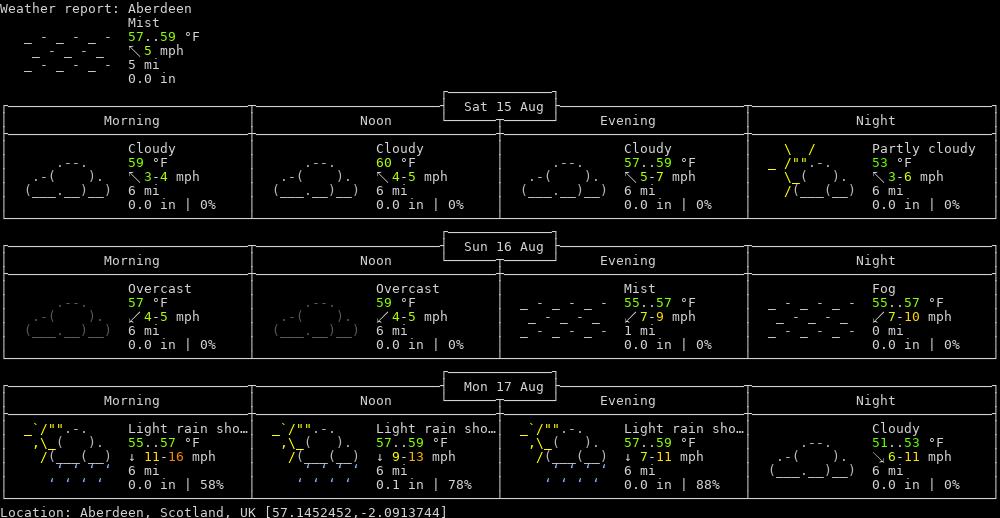 Weather report: Aberdeen
Mist
57..59 °F
↖ 5 mph
5 mi
0.0 in
Sat 15 Aug
Morning Noon Evening Night
Cloudy Cloudy Cloudy Partly cloudy
59 °F 60 °F 57..59 °F 53 °F
↖ 3-4 mph ↖ 4-5 mph ↖ 5-7 mph ↖ 3-6 mph
6 mi 6 mi 6 mi 6 mi
0.0 in | 0% 0.0 in | 0% 0.0 in | 0% 0.0 in | 0%
Sun 16 Aug
Morning Noon Evening Night
Overcast Overcast Mist Fog
57 °F 59 °F 55..57 °F 55..57 °F
↙ 4-5 mph ↙ 4-5 mph ↙ 7-9 mph ↙ 7-10 mph
6 mi 6 mi 1 mi 0 mi
0.0 in | 0% 0.0 in | 0% 0.0 in | 0% 0.0 in | 0%
Mon 17 Aug
Morning Noon Evening Night
Light rain sho… Light rain sho… Light rain sho… Cloudy
55..57 °F 57..59 °F 57..59 °F 51..53 °F
↓ 11-16 mph ↓ 9-13 mph ↓ 7-11 mph ↘ 6-11 mph
6 mi 6 mi 6 mi 6 mi
0.0 in | 58% 0.1 in | 78% 0.0 in | 88% 0.0 in | 0%
Location: Aberdeen, Scotland, UK [57.1452452,-2.0913744]